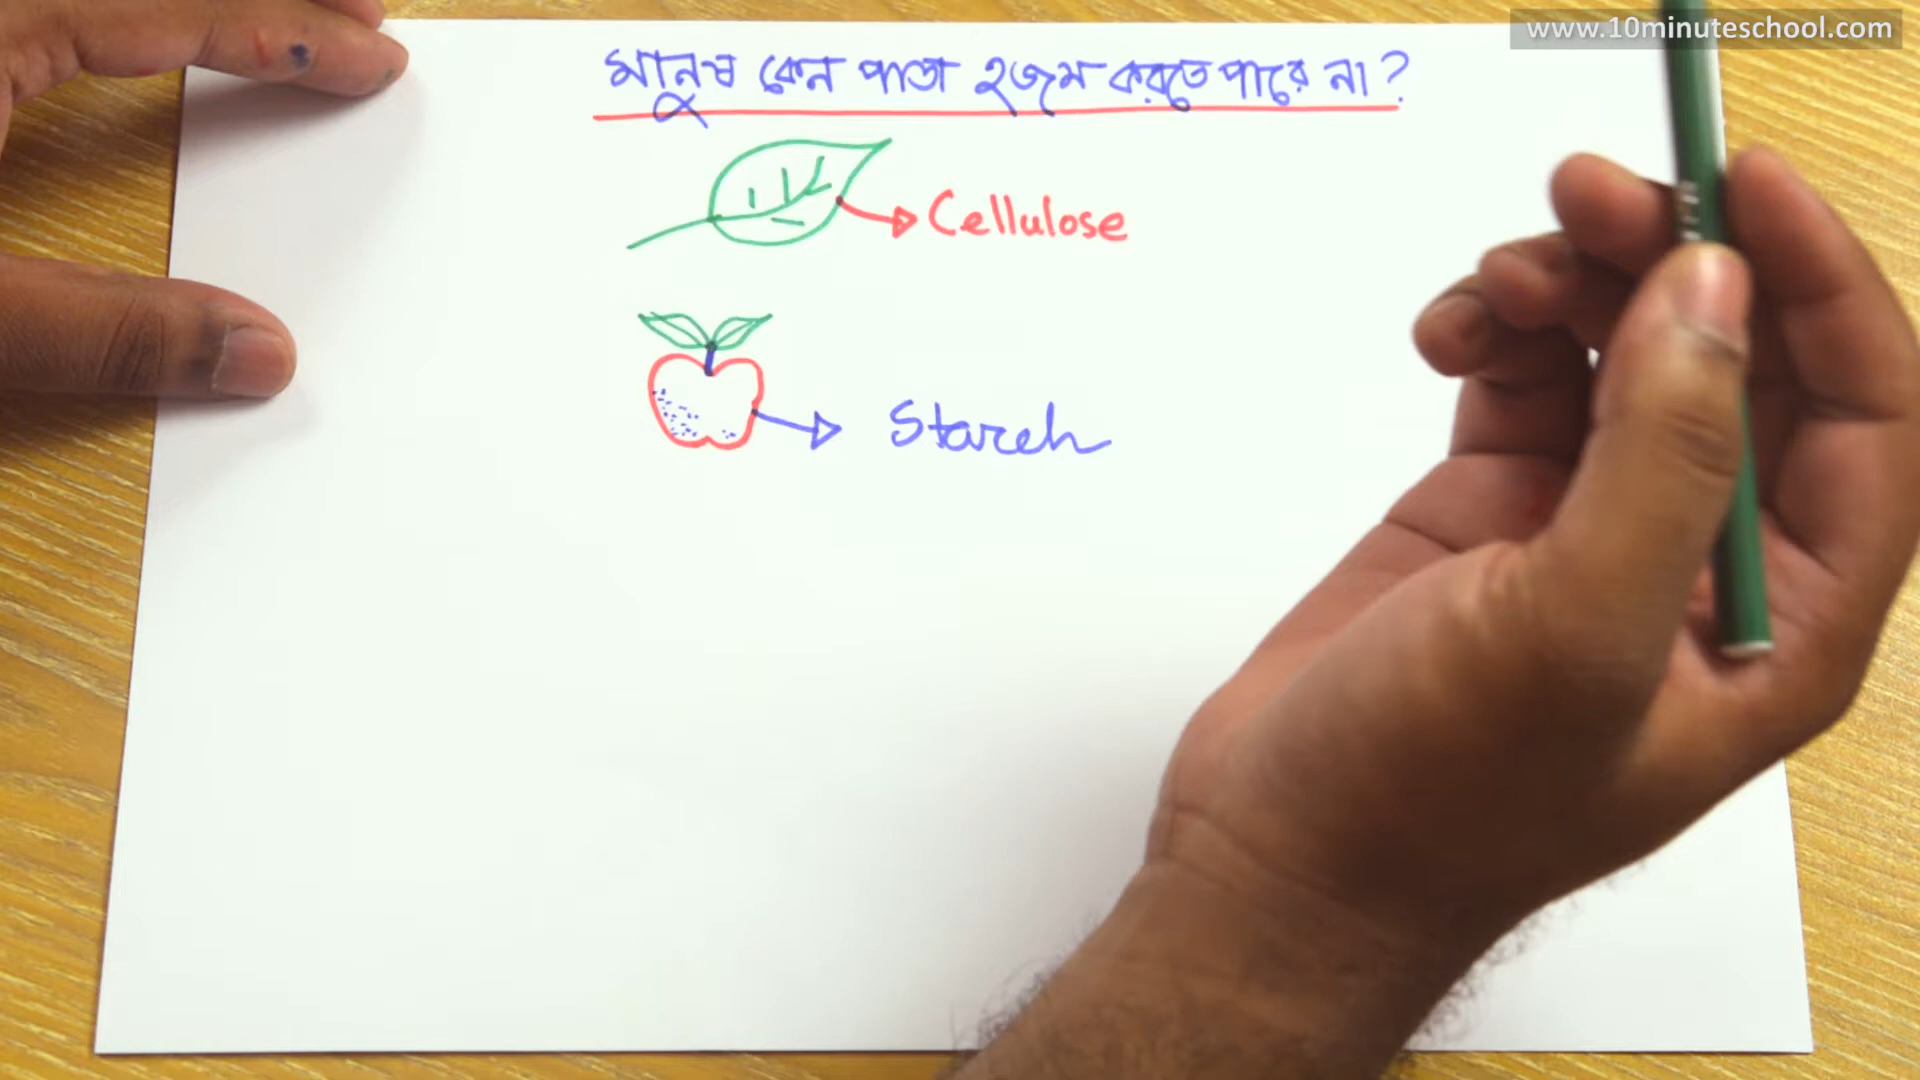 www.10minuteschool.com
মানুষ কেন পাতা হজম করতে পারে না?
Cellulose
Starch